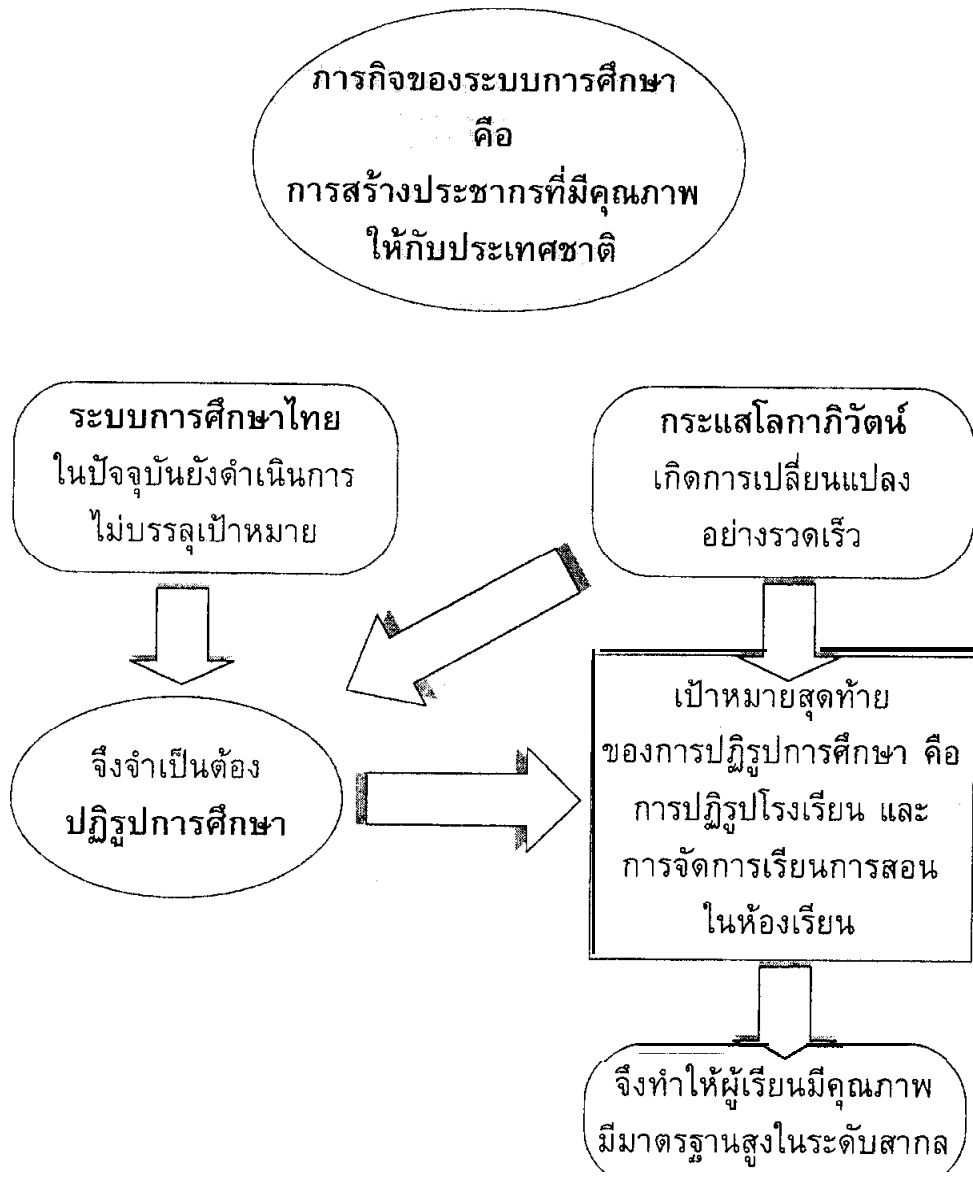 ภารกิจของระบบการศึกษา
คือ
การสร้างประชากรที่มีคุณภาพ
ให้กับประเทศชาติ
ระบบการศึกษาไทย
ในปัจจุบันยังดำเนินการ
ไม่บรรลุเป้าหมาย
กระแสโลกาภิวัตน์
เกิดการเปลี่ยนแปลง
อย่างรวดเร็ว
จึงจำเป็นต้อง
ปฏิรูปการศึกษา
เป้าหมายสุดท้าย
ของการปฏิรูปการศึกษา คือ
การปฏิรูปโรงเรียน และ
การจัดการเรียนการสอน
ในห้องเรียน
จึงทำให้ผู้เรียนมีคุณภาพ
มีมาตรฐานสูงในระดับสากล